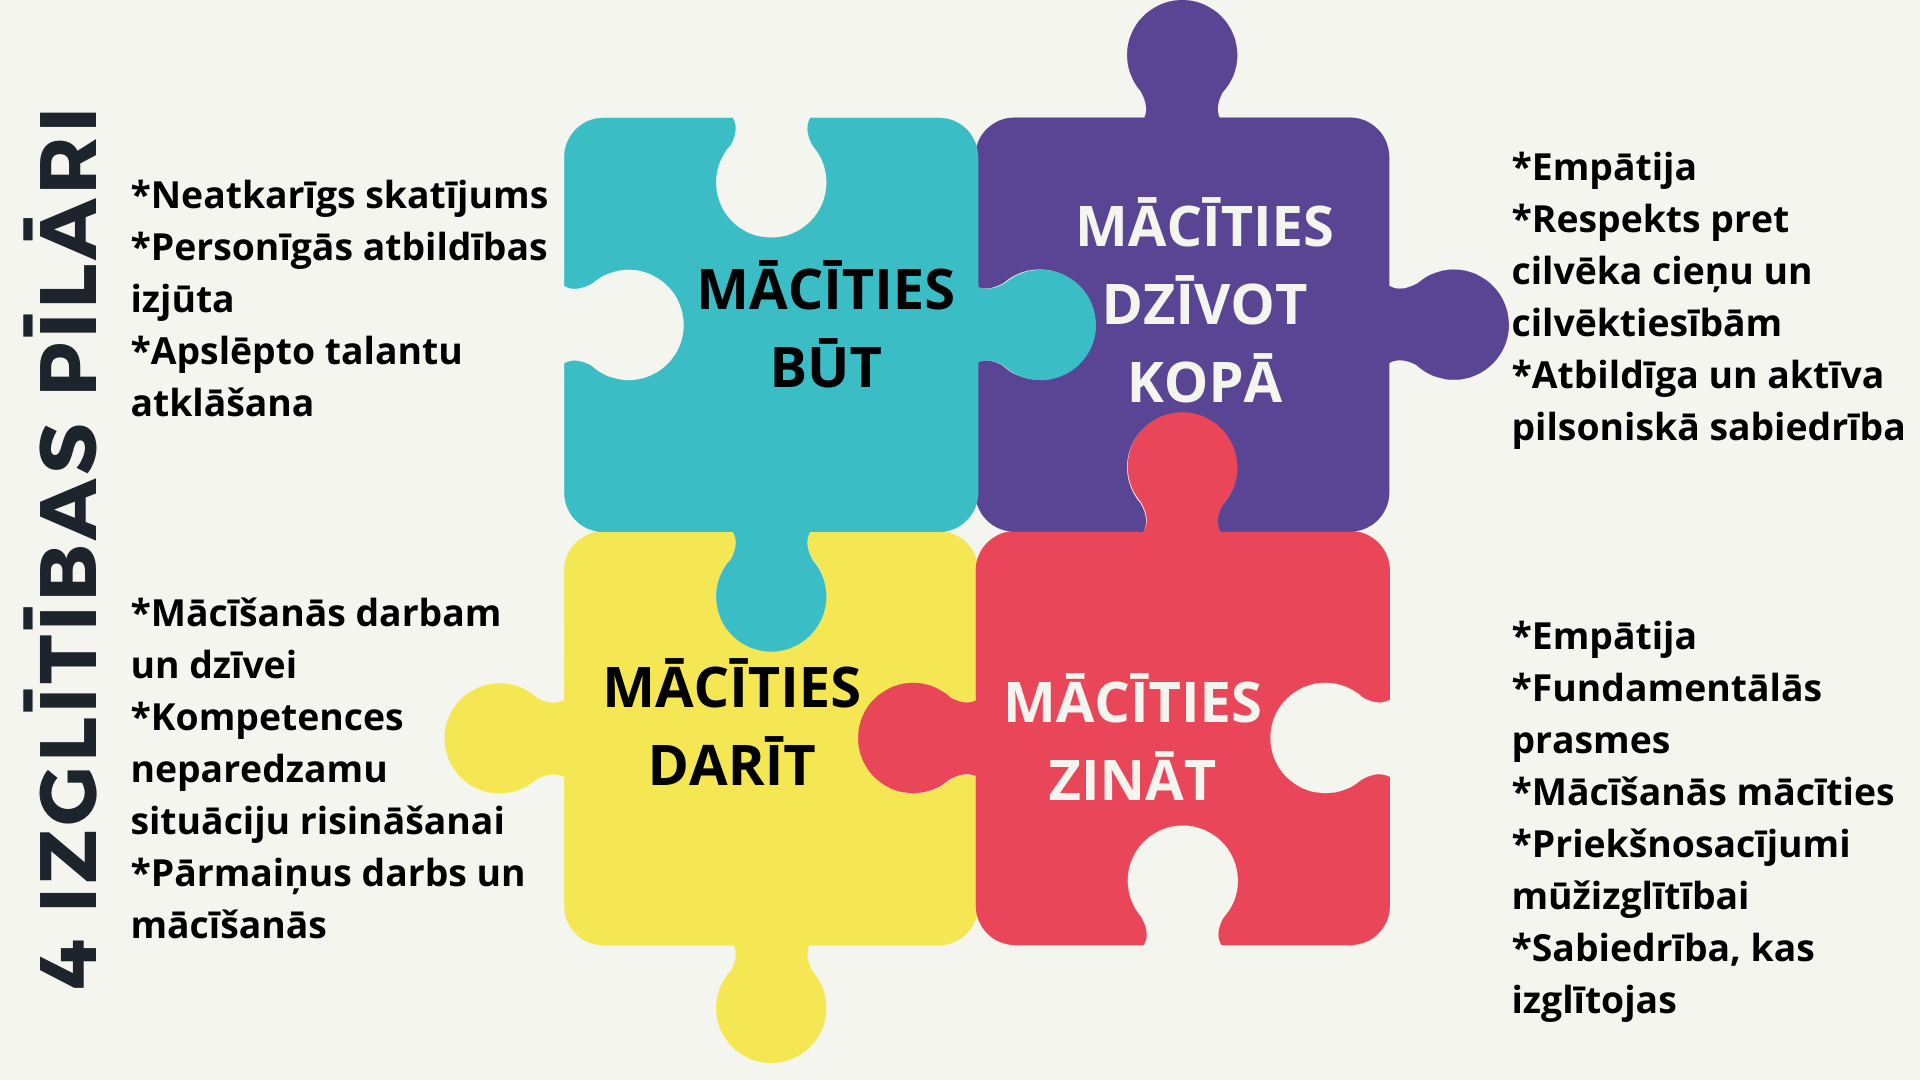 4 IZGLĪTĪBAS PĪLĀRI
*Neatkarīgs skatījums
*Personīgās atbildības
izjūta
*Apslēpto talantu
atklāšana
MĀCĪTIES
BŪT
MĀCĪTIES
DZĪVOT
KOPĀ
*Empātija
*Respekts pret
cilvēka cieņu un
cilvēktiesībām
*Atbildīga un aktīva
pilsoniskā sabiedrība
*Mācīšanās darbam
un dzīvei
*Kompetences
neparedzamu
situāciju risināšanai
*Pārmaiņus darbs un
mācīšanās
MĀCĪTIES
DARĪT
MĀCĪTIES
ZINĀT
*Empātija
*Fundamentālās
prasmes
*Mācīšanās mācīties
*Priekšnosacījumi
mūžizglītībai
*Sabiedrība, kas
izglītojas